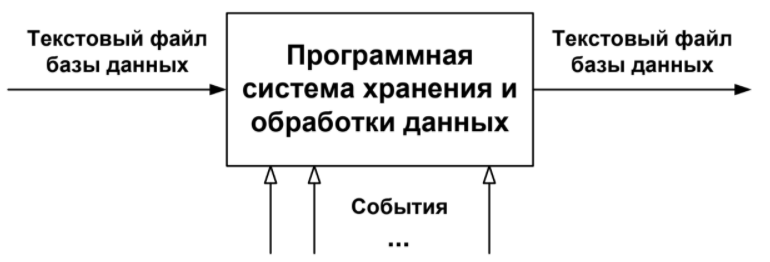 Текстовый файл
базы данных
Программная
система хранения и
обработки данных
Текстовый файл
базы данных
События
...